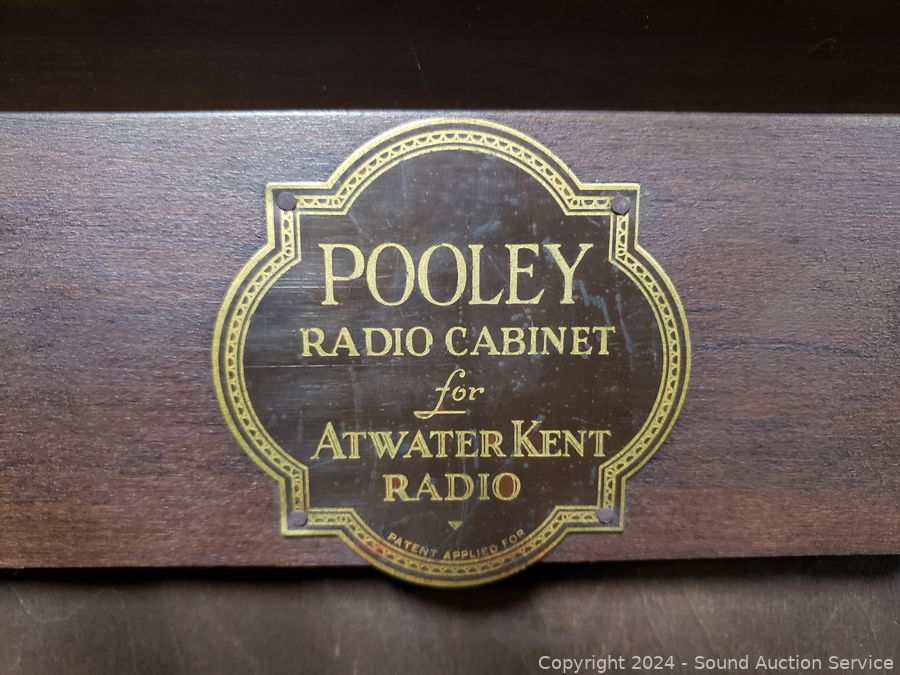 POOLEY
RADIO CABINET
for
ATWATER KENT
RADIO
PATENT APPLIED FOR
Copyright 2024 - Sound Auction Service